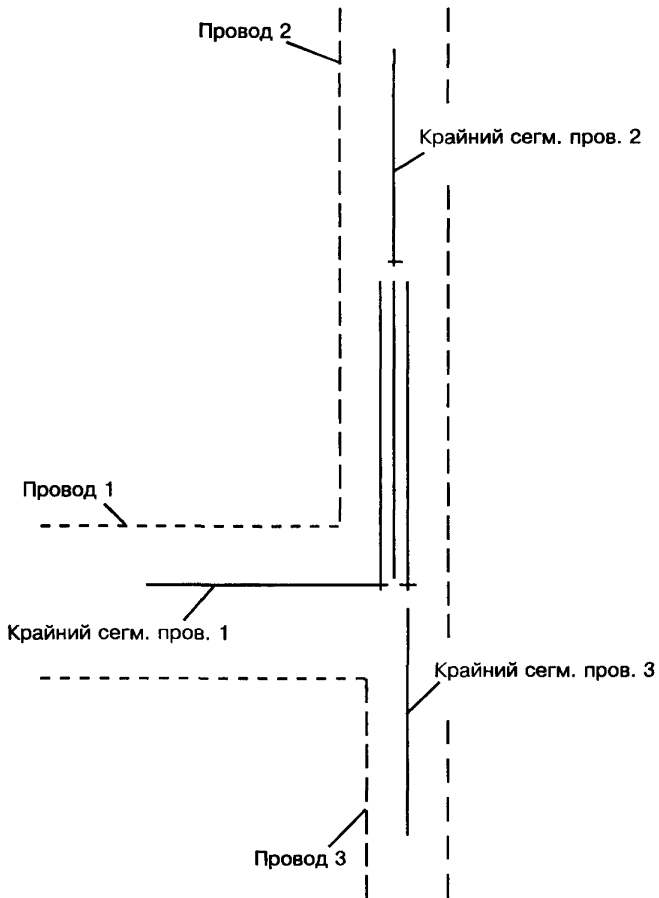 Провод 2
Крайний сегм. пров. 2
Провод 1
Крайний сегм. пров. 1
Крайний сегм. пров. 3
Провод 3